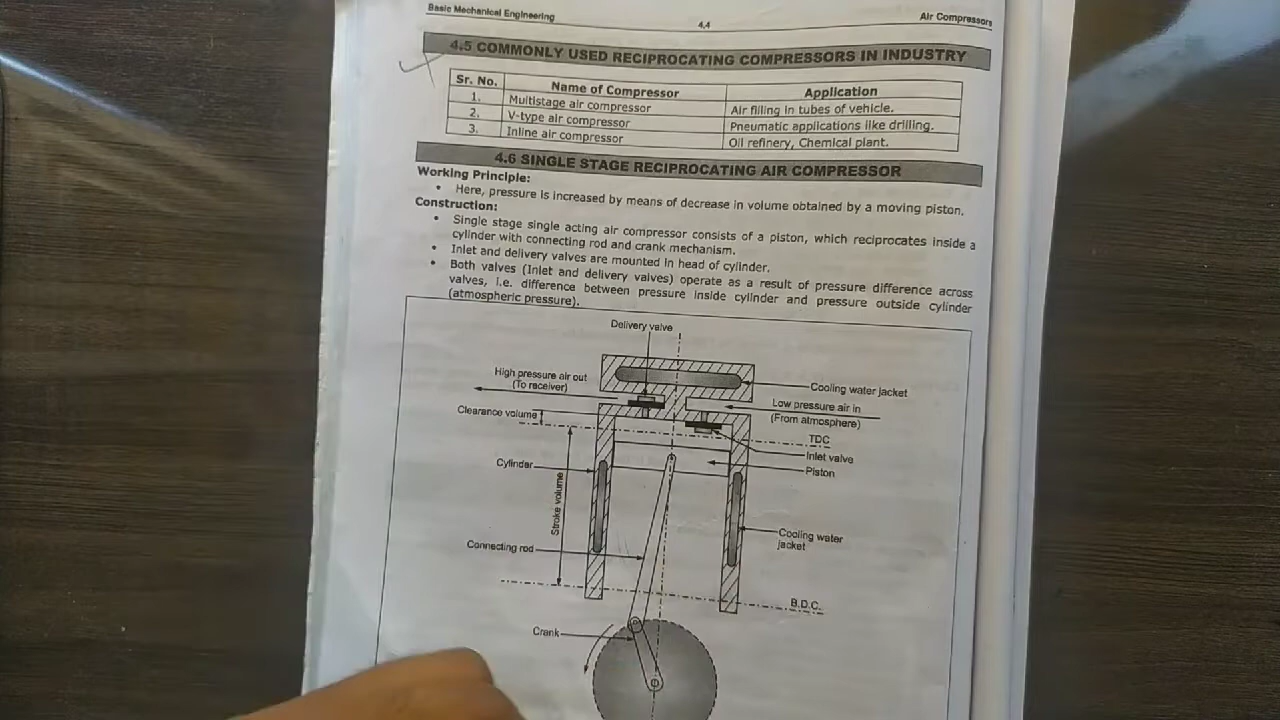 Basic Mechanical Engineering
4.4
Air Compressors
4.5 COMMONLY USED RECIPROCATING COMPRESSORS IN INDUSTRY
Sr. No. Name of Compressor Application
1. Multistage air compressor Air filling in tubes of vehicle.
2. V-type air compressor Pneumatic applications like drilling.
3. Inline air compressor Oil refinery, Chemical plant.
4.6 SINGLE STAGE RECIPROCATING AIR COMPRESSOR
Working Principle:
• Here, pressure is increased by means of decrease in volume obtained by a moving piston.
Construction:
• Single stage single acting air compressor consists of a piston, which reciprocates inside a
cylinder with connecting rod and crank mechanism.
• Inlet and delivery valves are mounted in head of cylinder.
• Both valves (Inlet and delivery valves) operate as a result of pressure difference across
valves, i.e. difference between pressure inside cylinder and pressure outside cylinder
(atmospheric pressure).
Delivery valve
High pressure air out
(To receiver)
Cooling water jacket
Low pressure air in
(From atmosphere)
Clearance volume
TDC
Inlet valve
Cylinder
Piston
Stroke volume
Cooling water
jacket
Connecting rod
B.D.C.
Crank